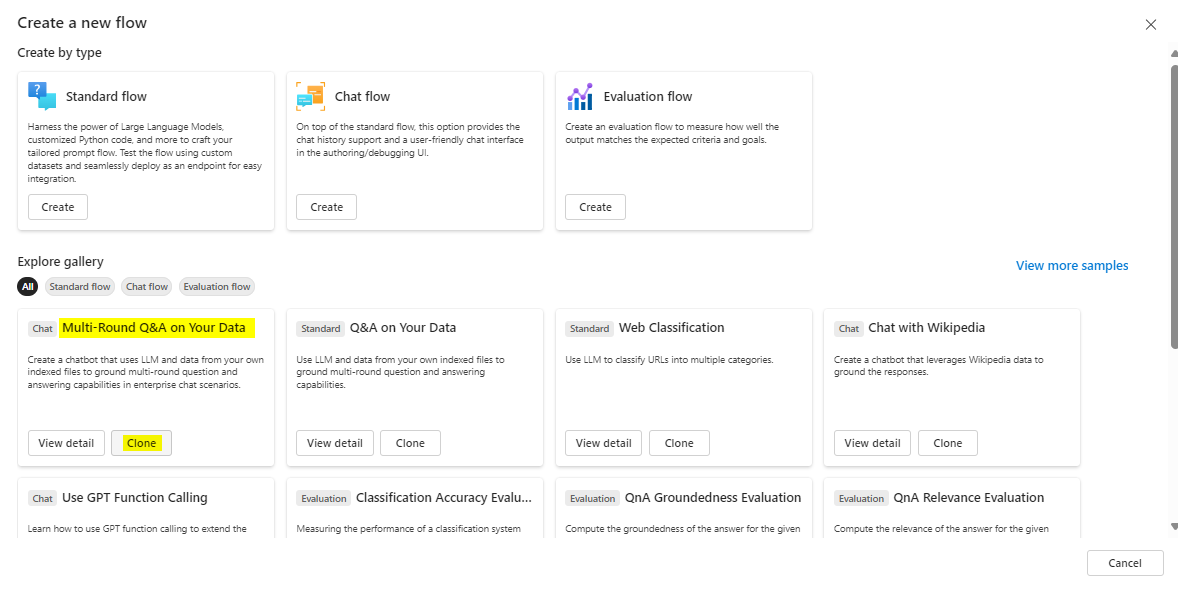 Create a new flow
Create by type
Standard flow
Harness the power of Large Language Models,
customized Python code, and more to craft your
tailored prompt flow. Test the flow using custom
datasets and seamlessly deploy as an endpoint for easy
integration.
Create
Chat flow
On top of the standard flow, this option provides the
chat history support and a user-friendly chat interface
in the authoring/debugging UI.
Create
Evaluation flow
Create an evaluation flow to measure how well the
output matches the expected criteria and goals.
Create
Explore gallery
View more samples
All Standard flow Chat flow Evaluation flow
Chat Multi-Round Q&A on Your Data
Create a chatbot that uses LLM and data from your own
indexed files to ground multi-round question and
answering capabilities in enterprise chat scenarios.
View detail Clone
Standard Q&A on Your Data
Use LLM and data from your own indexed files to
ground multi-round question and answering
capabilities.
View detail Clone
Standard Web Classification
Use LLM to classify URLs into multiple categories.
View detail Clone
Chat Chat with Wikipedia
Create a chatbot that leverages Wikipedia data to
ground the responses.
View detail Clone
Chat Use GPT Function Calling
Learn how to use GPT function calling to extend the
Evaluation Classification Accuracy Evalu...
Measuring the performance of a classification system
Evaluation QnA Groundedness Evaluation
Compute the groundedness of the answer for the given
Evaluation QnA Relevance Evaluation
Compute the relevance of the answer for the given
Cancel